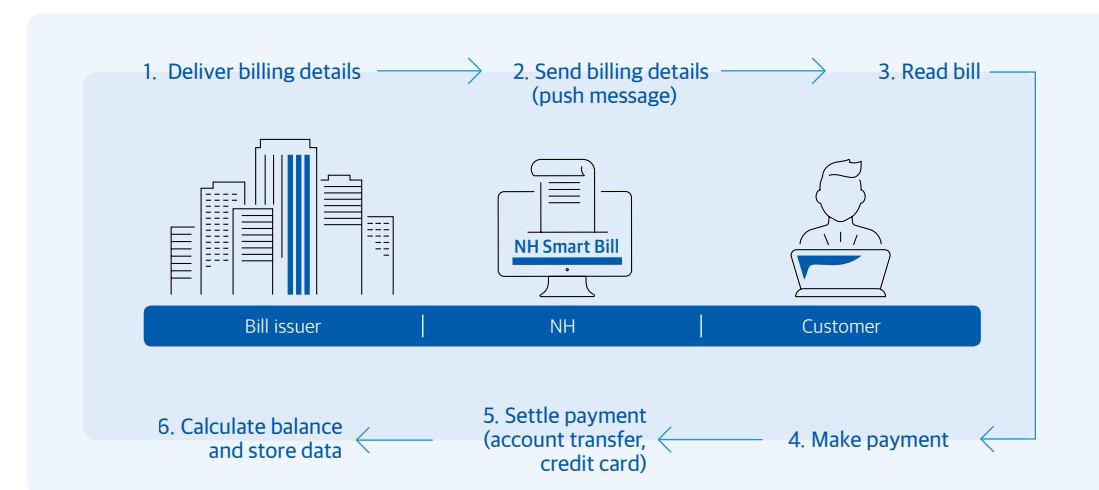 1. Deliver billing details
2. Send billing details
(push message)
3. Read bill
NH Smart Bill
Bill issuer
NH
Customer
6. Calculate balance
and store data
5. Settle payment
(account transfer,
credit card)
4. Make payment